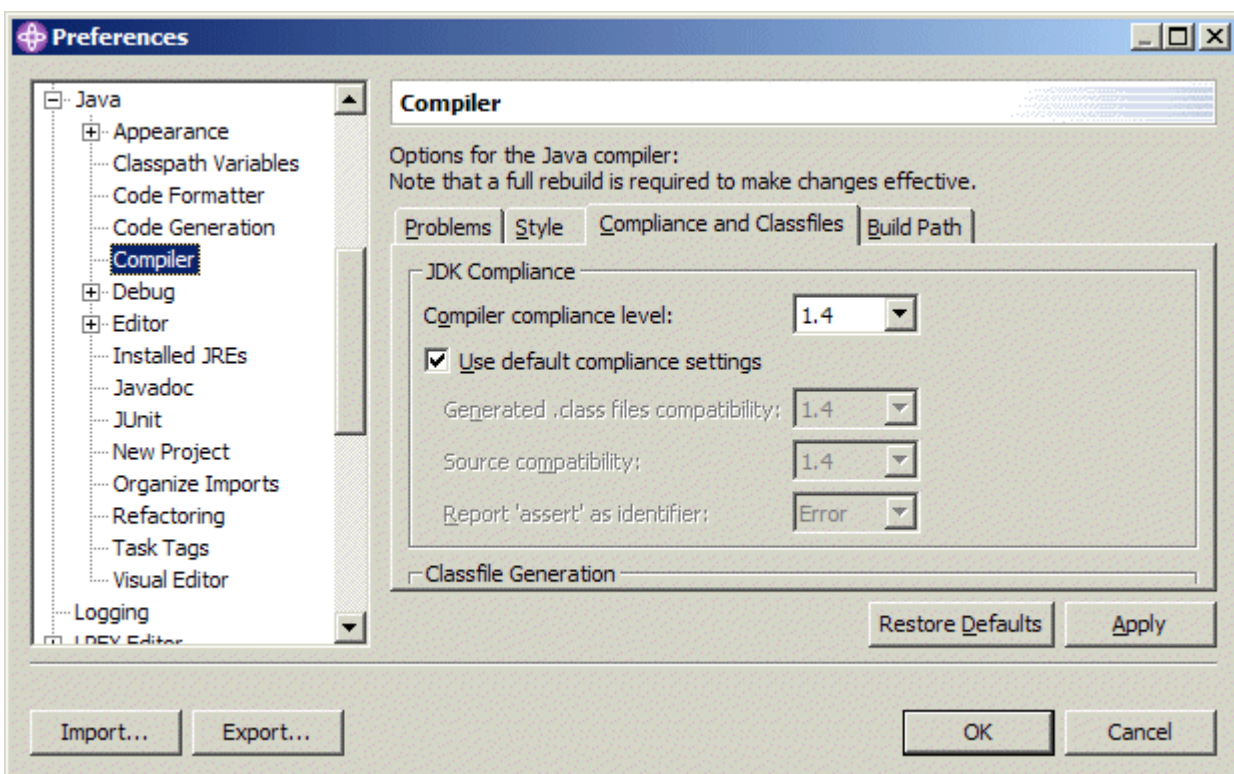 Preferences
Java
Appearance
Classpath Variables
Code Formatter
Code Generation
Compiler
Debug
Editor
Installed JREs
Javadoc
JUnit
New Project
Organize Imports
Refactoring
Task Tags
Visual Editor
Logging
LPEX Editor
Compiler
Options for the Java compiler:
Note that a full rebuild is required to make changes effective.
Problems Style Compliance and Classfiles Build Path
JDK Compliance
Compiler compliance level: 1.4
Use default compliance settings
Generated .class files compatibility: 1.4
Source compatibility: 1.4
Report 'assert' as identifier: Error
Classfile Generation
Restore Defaults Apply
Import... Export... OK Cancel